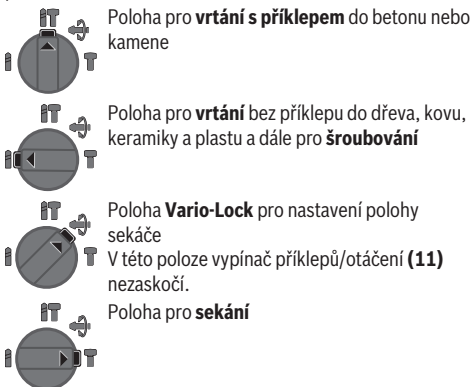 Poloha pro vrtání s příklepem do betonu nebo
kamene
Poloha pro vrtání bez příklepu do dřeva, kovu,
keramiky a plastu a dále pro šroubování
Poloha Vario-Lock pro nastavení polohy
sekáče
V této poloze vypínač příklepů/otáčení (11)
nezaskočí.
Poloha pro sekání